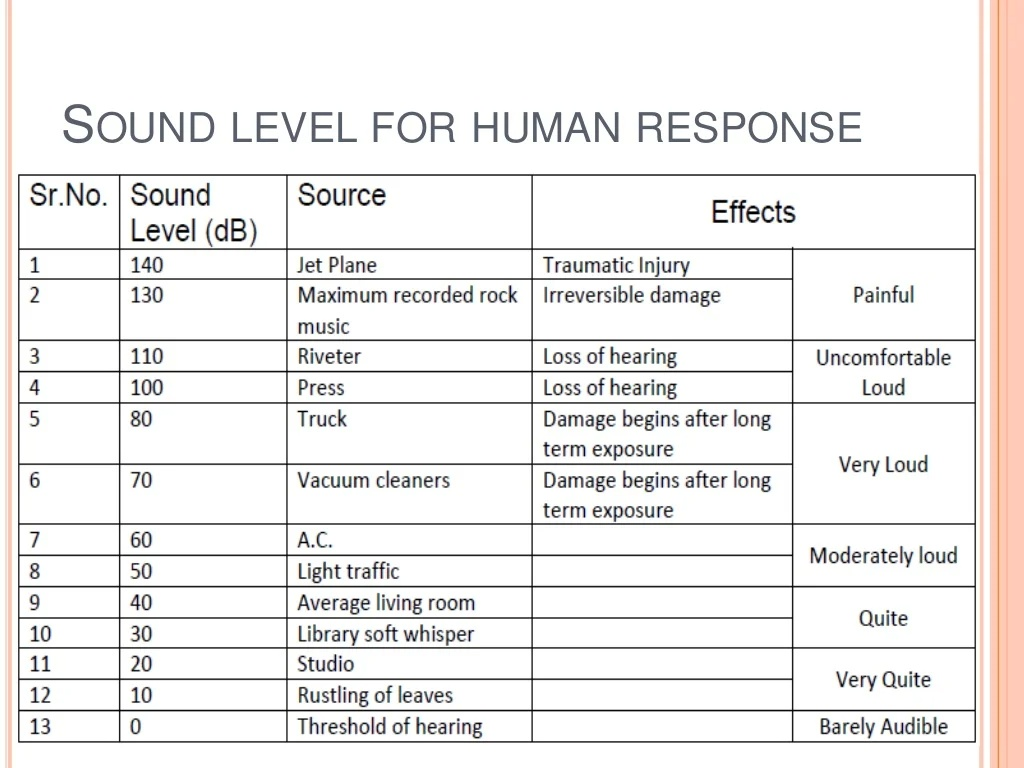 SOUND LEVEL FOR HUMAN RESPONSE
Sr.No. Sound Level (dB) Source Effects
1 140 Jet Plane Traumatic Injury Painful
2 130 Maximum recorded rock music Irreversible damage
3 110 Riveter Loss of hearing Uncomfortable Loud
4 100 Press Loss of hearing
5 80 Truck Damage begins after long term exposure Very Loud
6 70 Vacuum cleaners Damage begins after long term exposure
7 60 A.C. Moderately loud
8 50 Light traffic
9 40 Average living room Quite
10 30 Library soft whisper
11 20 Studio Very Quite
12 10 Rustling of leaves
13 0 Threshold of hearing Barely Audible